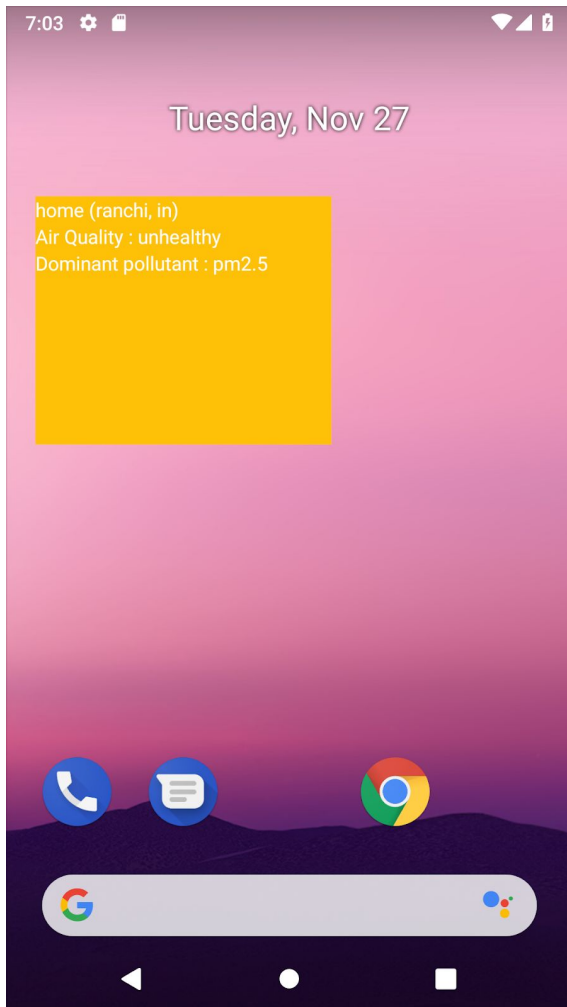 7:03
Tuesday, Nov 27
home (ranchi, in)
Air Quality : unhealthy
Dominant pollutant : pm2.5